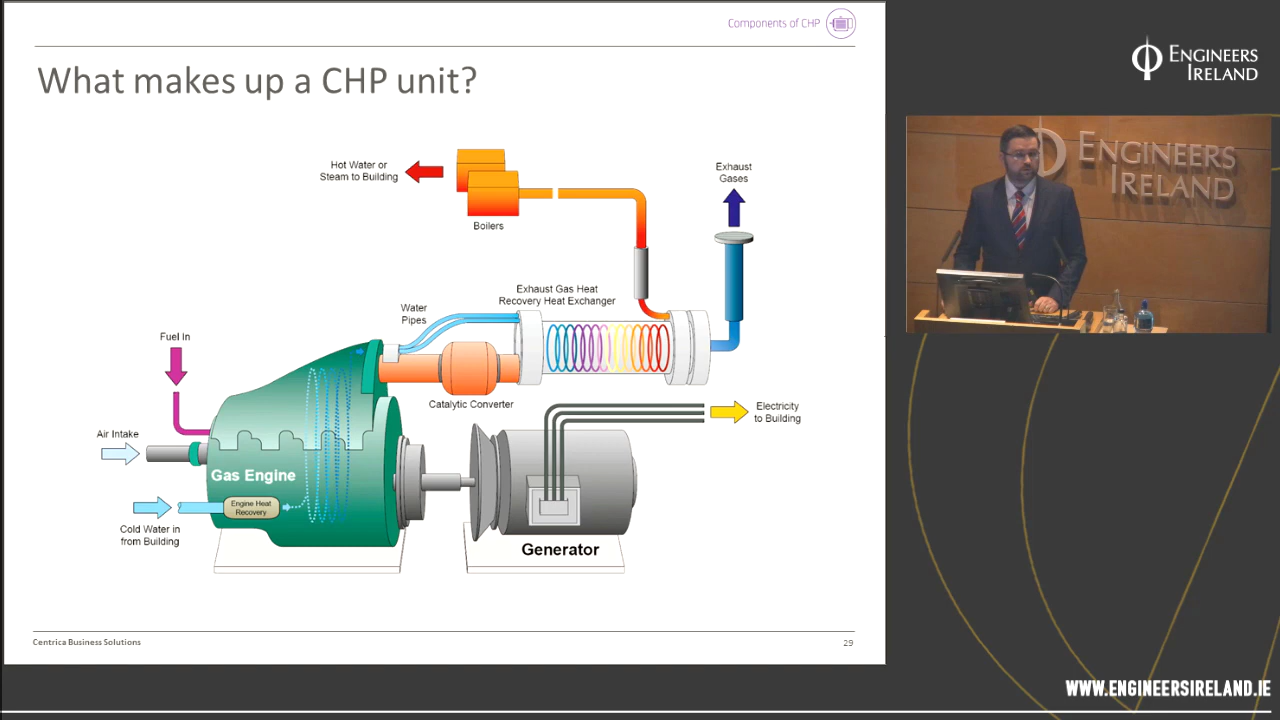 Components of CHP
What makes up a CHP unit?
Hot Water or
Steam to Building
Boilers
Exhaust
Gases
Exhaust Gas Heat
Recovery Heat Exchanger
Water
Pipes
Fuel In
Catalytic Converter
Electricity
to Building
Air Intake
Gas Engine
Engine Heat
Recovery
Cold Water in
from Building
Generator
Centrica Business Solutions
29
ENGINEERS
IRELAND
ENGINEERS
IRELAND
WWW.ENGINEERSIRELAND.IE